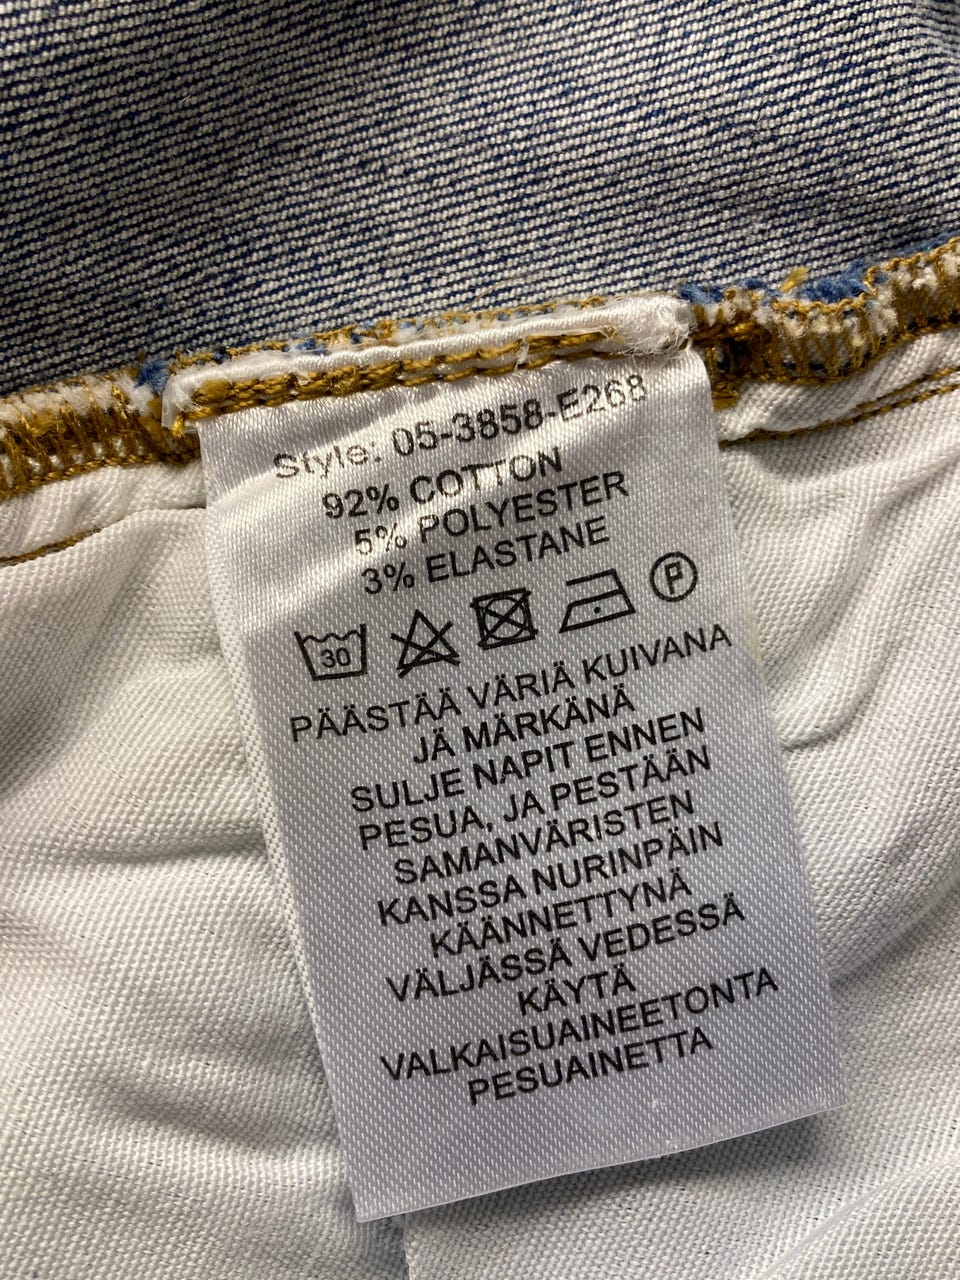 Style: 05-3858-E268
92% COTTON
5% POLYESTER
3% ELASTANE
30 P
PÄÄSTÄÄ VÄRIÄ KUIVANA
JÄ MÄRKÄNÄ
SULJE NAPIT ENNEN
PESUA, JA PESTÄÄN
SAMANVÄRISTEN
KANSSA NURINPÄIN
KÄÄNNETTYNÄ
VÄLJÄSSÄ VEDESSÄ
KÄYTÄ
VALKAISUAINEETONTA
PESUAINETTA